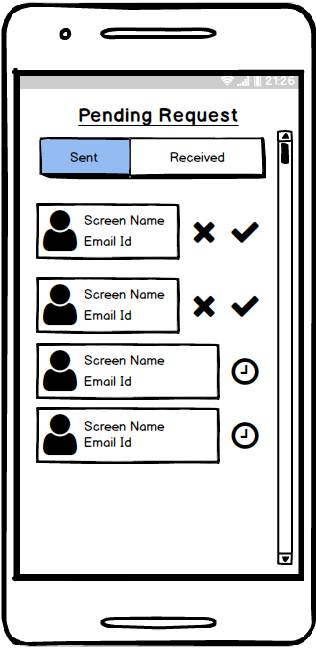 21:26
Pending Request
Sent Received
Screen Name
Email Id
Screen Name
Email Id
Screen Name
Email Id
Screen Name
Email Id